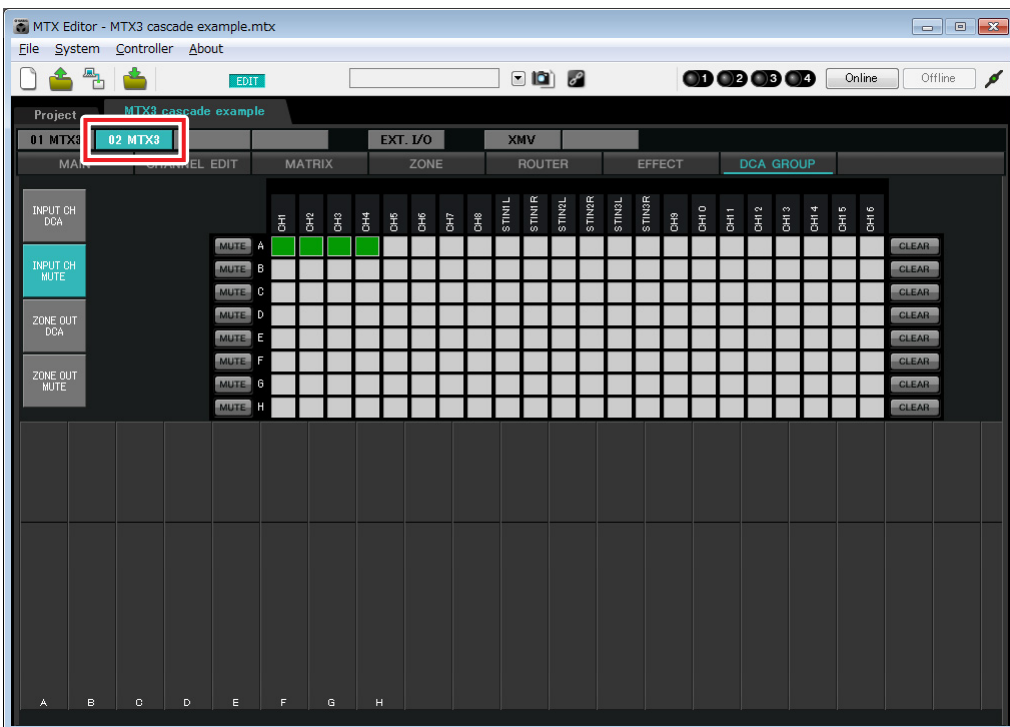 MTX Editor - MTX3 cascade example.mtx
File System Controller About
EDIT 1 2 3 4 Online Offline
Project MTX3 cascade example
01 MTX3 02 MTX3 EXT. I/O XMV
MAIN CHANNEL EDIT MATRIX ZONE ROUTER EFFECT DCA GROUP
CH1 CH2 CH3 CH4 CH5 CH6 CH7 CH8 STIN1L STIN1R STIN2L STIN2R STIN3L STIN3R CH9 CH10 CH11 CH12 CH13 CH14 CH15 CH16
INPUT CH
DCA
INPUT CH
MUTE
ZONE OUT
DCA
ZONE OUT
MUTE
MUTE A CLEAR
MUTE B CLEAR
MUTE C CLEAR
MUTE D CLEAR
MUTE E CLEAR
MUTE F CLEAR
MUTE G CLEAR
MUTE H CLEAR
A B C D E F G H